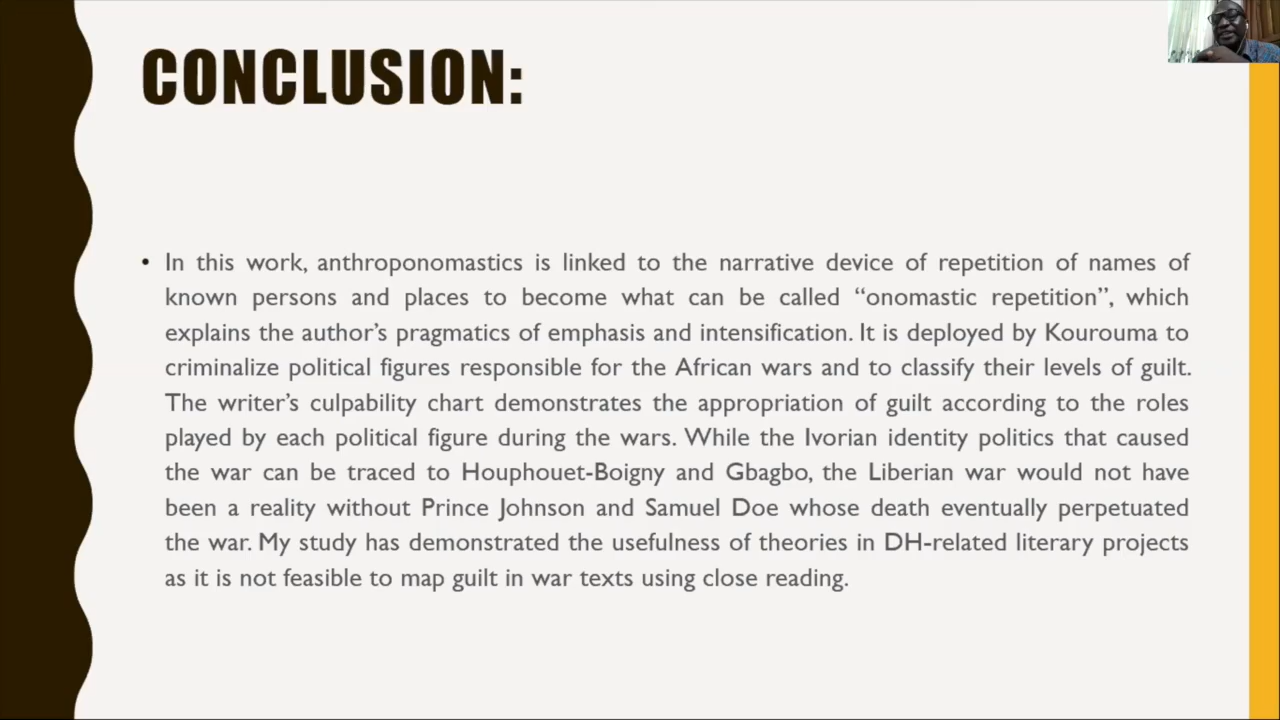 CONCLUSION:
• In this work, anthroponomastics is linked to the narrative device of repetition of names of
known persons and places to become what can be called “onomastic repetition”, which
explains the author’s pragmatics of emphasis and intensification. It is deployed by Kourouma to
criminalize political figures responsible for the African wars and to classify their levels of guilt.
The writer’s culpability chart demonstrates the appropriation of guilt according to the roles
played by each political figure during the wars. While the Ivorian identity politics that caused
the war can be traced to Houphouet-Boigny and Gbagbo, the Liberian war would not have
been a reality without Prince Johnson and Samuel Doe whose death eventually perpetuated
the war. My study has demonstrated the usefulness of theories in DH-related literary projects
as it is not feasible to map guilt in war texts using close reading.